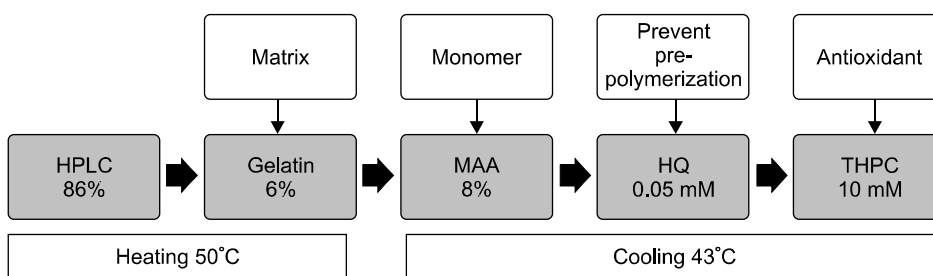 Matrix
Monomer
Prevent
pre-
polymerization
Antioxidant
HPLC
86%
Gelatin
6%
MAA
8%
HQ
0.05 mM
THPC
10 mM
Heating 50˚C
Cooling 43˚C